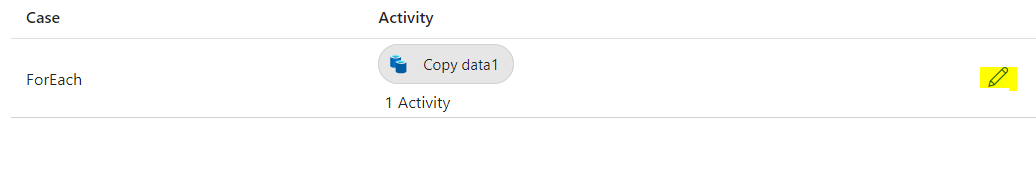 Case Activity
Copy data1
ForEach
1 Activity